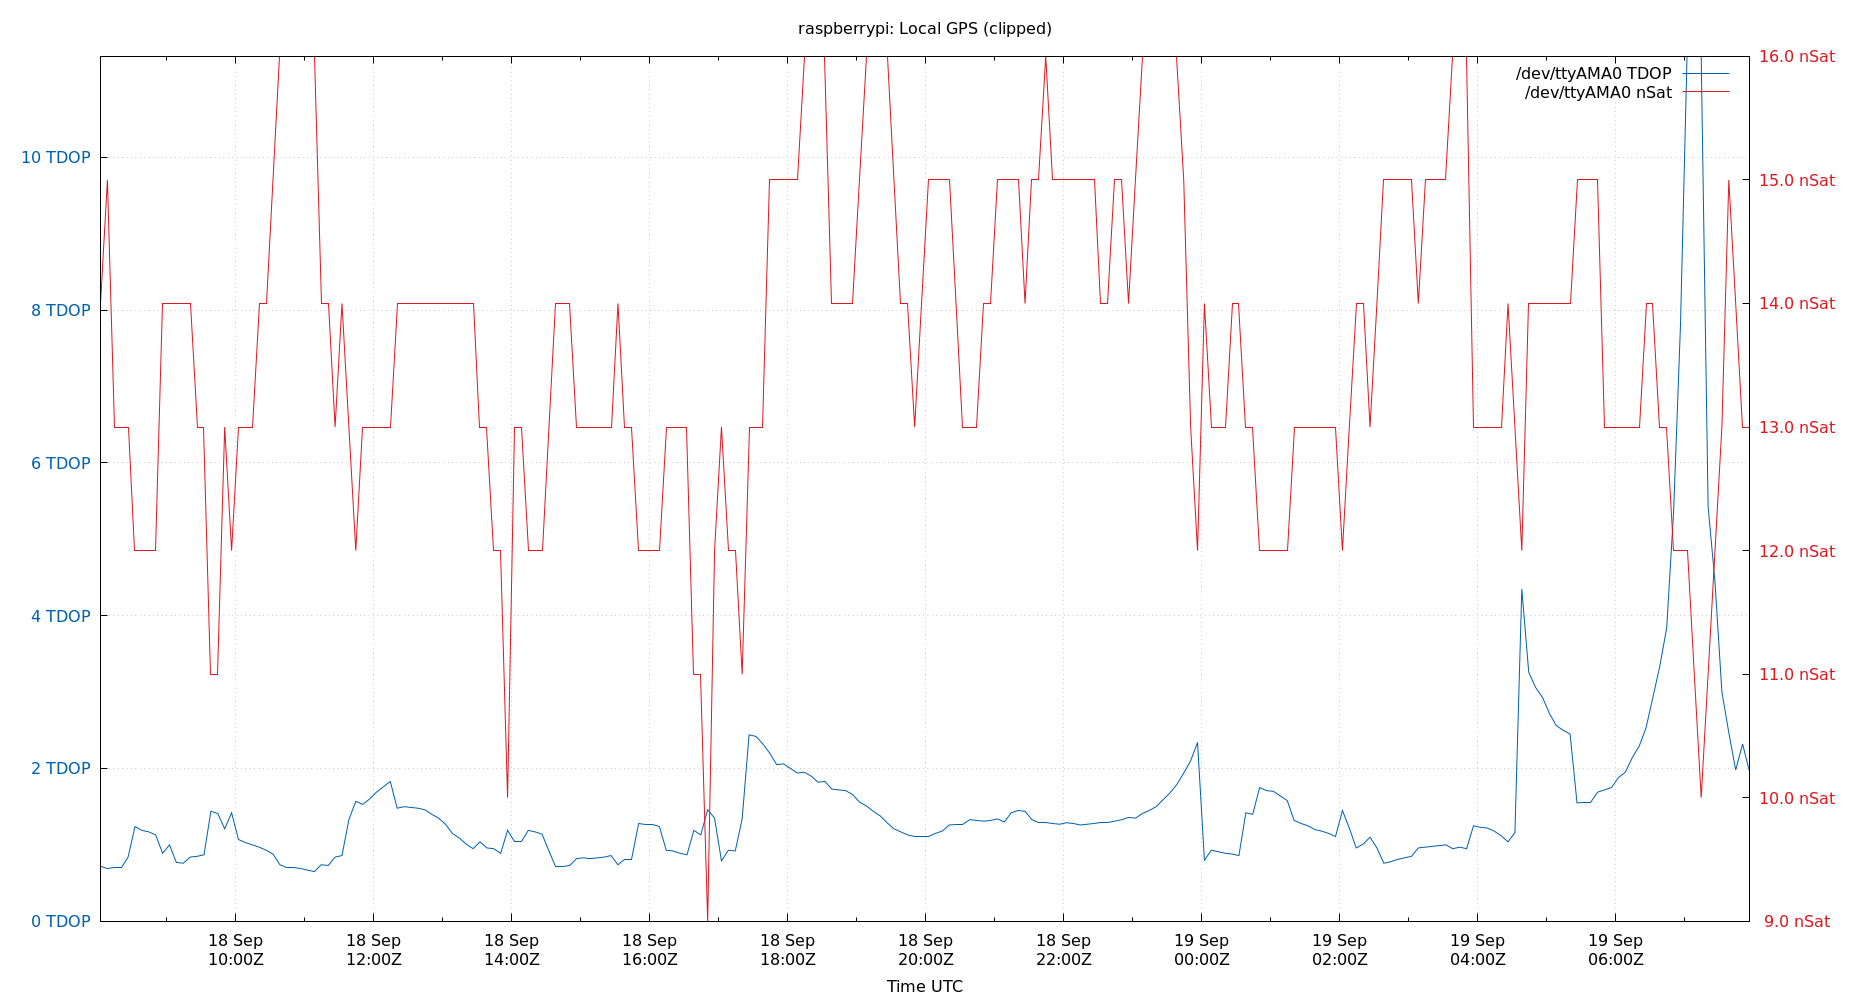 raspberrypi: Local GPS (clipped)
16.0 nSat
/dev/ttyAMA0 TDOP
/dev/ttyAMA0 nSat
10 TDOP
15.0 nSat
8 TDOP
14.0 nSat
13.0 nSat
6 TDOP
12.0 nSat
4 TDOP
11.0 nSat
2 TDOP
10.0 nSat
0 TDOP
9.0 nSat
18 Sep 18 Sep 18 Sep 18 Sep 18 Sep 18 Sep 18 Sep 19 Sep 19 Sep 19 Sep 19 Sep
10:00Z 12:00Z 14:00Z 16:00Z 18:00Z 20:00Z 22:00Z 00:00Z 02:00Z 04:00Z 06:00Z
Time UTC